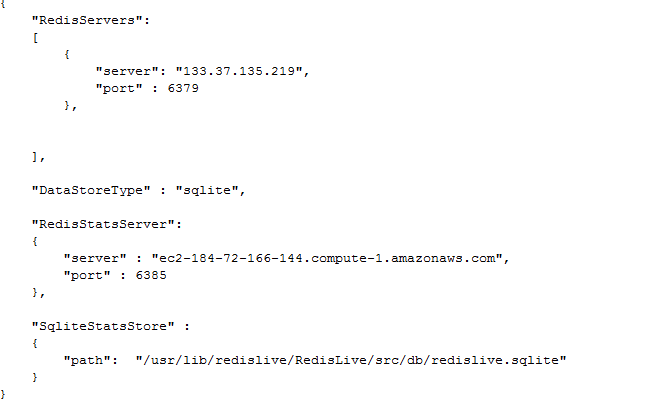 {
    "RedisServers":
    [
        {
            "server": "133.37.135.219",
            "port" : 6379
        },
    ],
    "DataStoreType" : "sqlite",
    "RedisStatsServer":
    {
        "server" : "ec2-184-72-166-144.compute-1.amazonaws.com",
        "port" : 6385
    },
    "SqliteStatsStore" :
    {
        "path":  "/usr/lib/redislive/RedisLive/src/db/redislive.sqlite"
    }
}